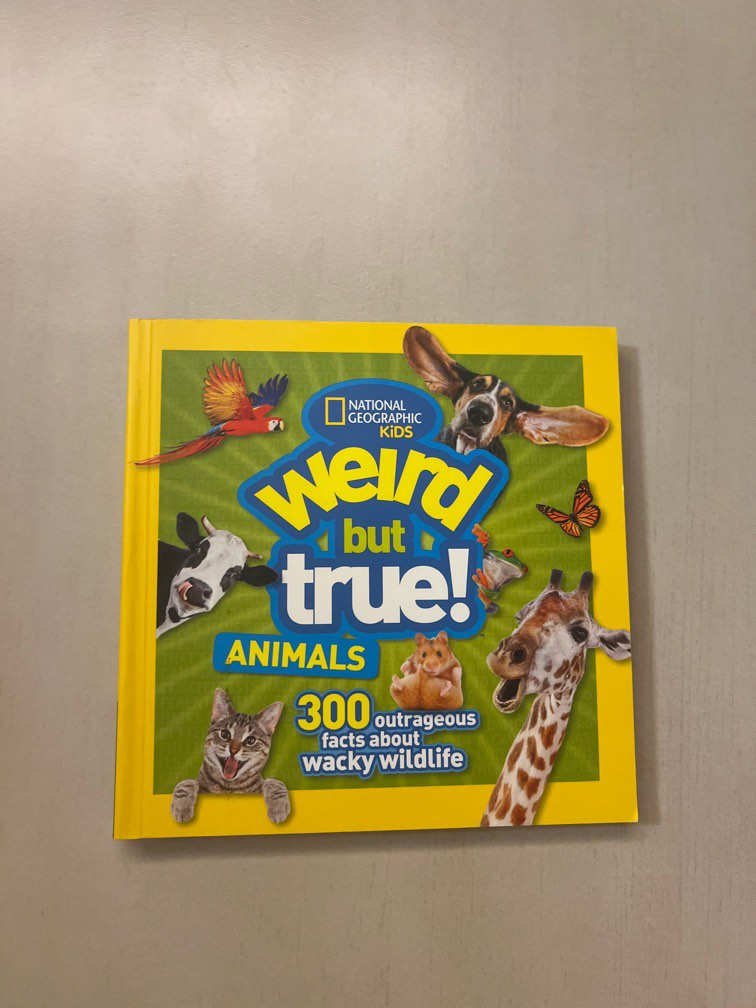 NATIONAL
GEOGRAPHIC
KiDS
weird
but
true!
ANIMALS
300 outrageous
facts about
wacky wildlife